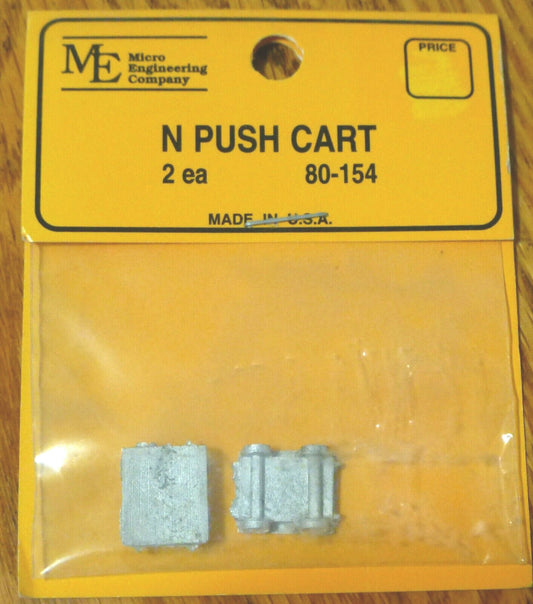 ME
Micro
Engineering
Company
PRICE
N PUSH CART
2 ea 80-154
MADE IN U.S.A.